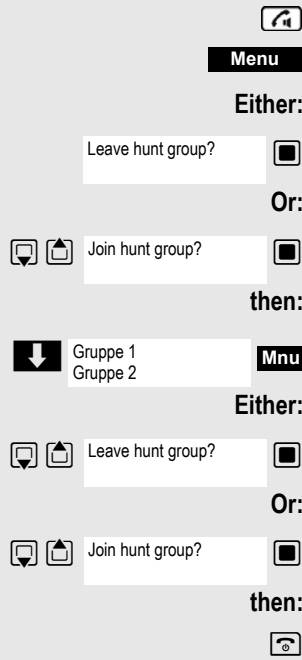 Menu
Either:
Leave hunt group?
Or:
Join hunt group?
then:
Gruppe 1
Gruppe 2
Mnu
Either:
Leave hunt group?
Or:
Join hunt group?
then: